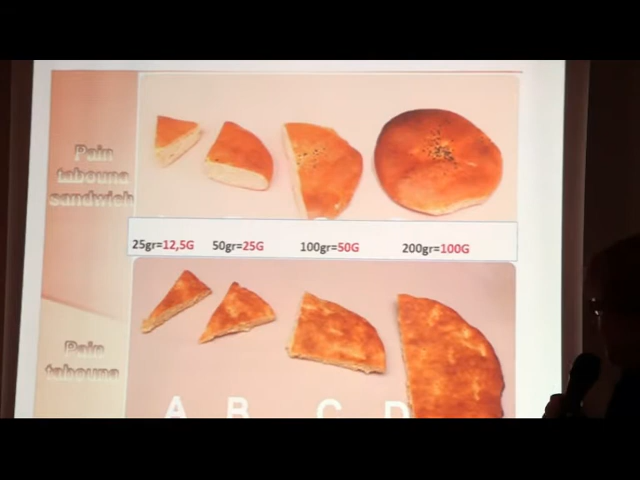 Pain
tabouna
sandwich
25gr=12,5G 50gr=25G 100gr=50G 200gr=100G
Pain
tabouna
A B C D